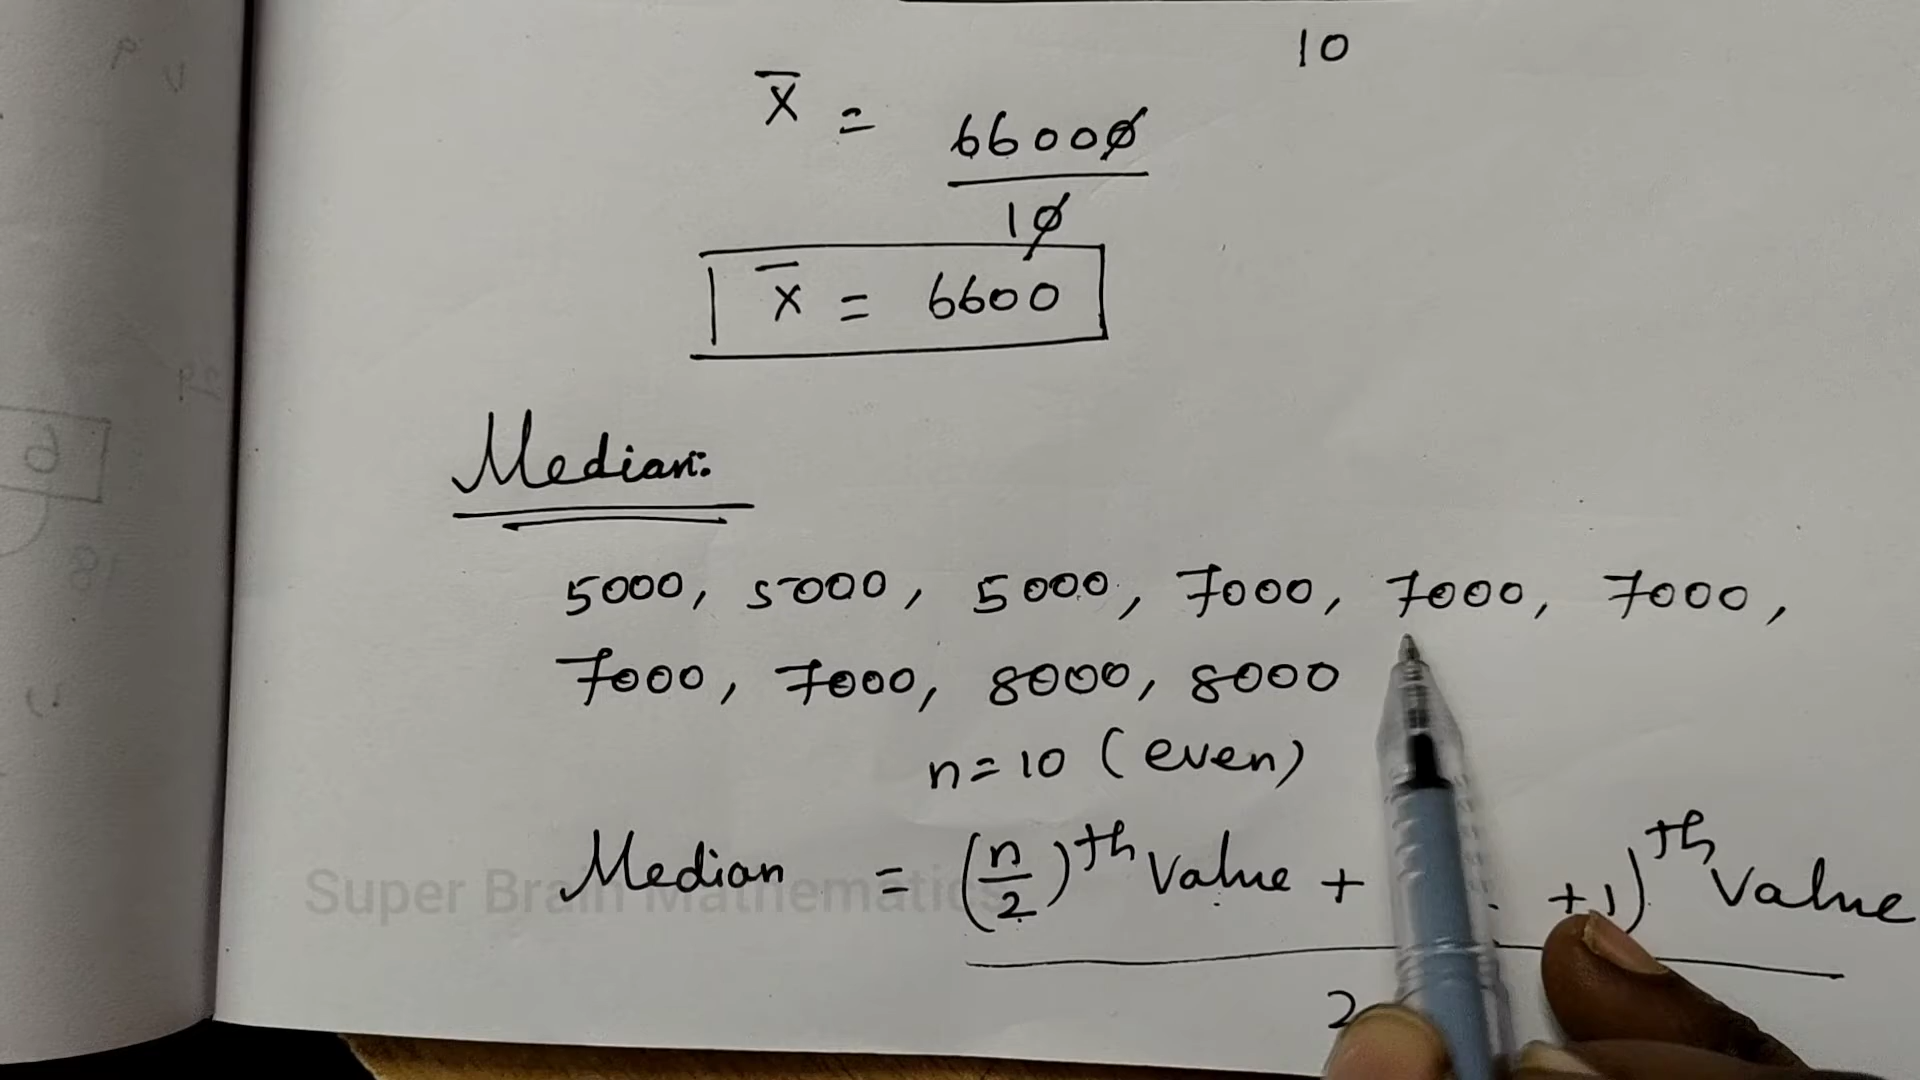 10
x̄ = 66000
10
x̄ = 6600
Median:
5000, 5000, 5000, 7000, 7000, 7000,
7000, 7000, 8000, 8000
n=10 (even)
Median = (n/2)th Value + +1)th Value
2
Super Brain Mathematics